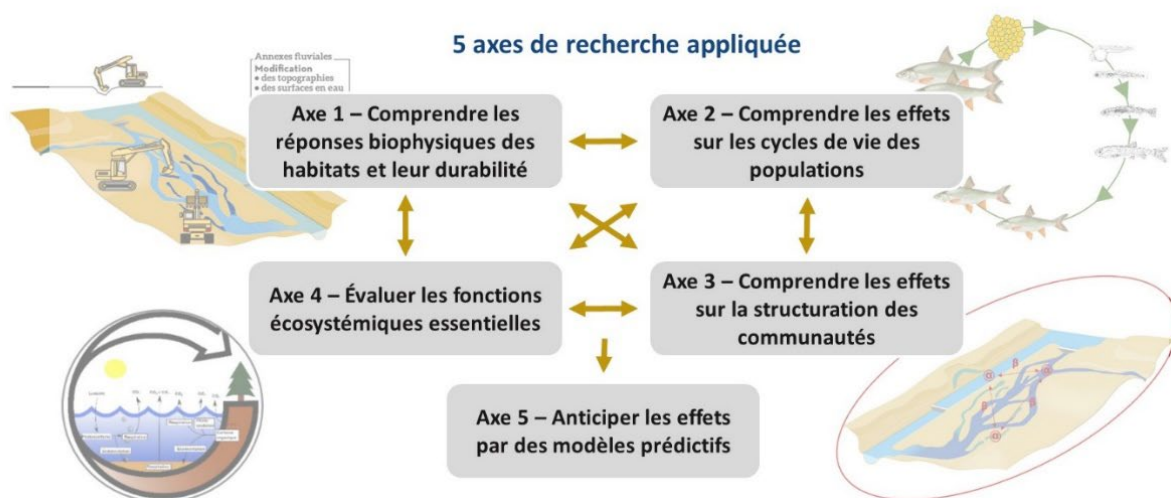 5 axes de recherche appliquée
Annexes fluviales
Modification
• des topographies
• des surfaces en eau
Axe 1 – Comprendre les
réponses biophysiques des
habitats et leur durabilité
Axe 2 – Comprendre les effets
sur les cycles de vie des
populations
Axe 4 – Évaluer les fonctions
écosystémiques essentielles
Axe 3 – Comprendre les effets
sur la structuration des
communautés
β
α
α
β
β
α
Axe 5 – Anticiper les effets
par des modèles prédictifs